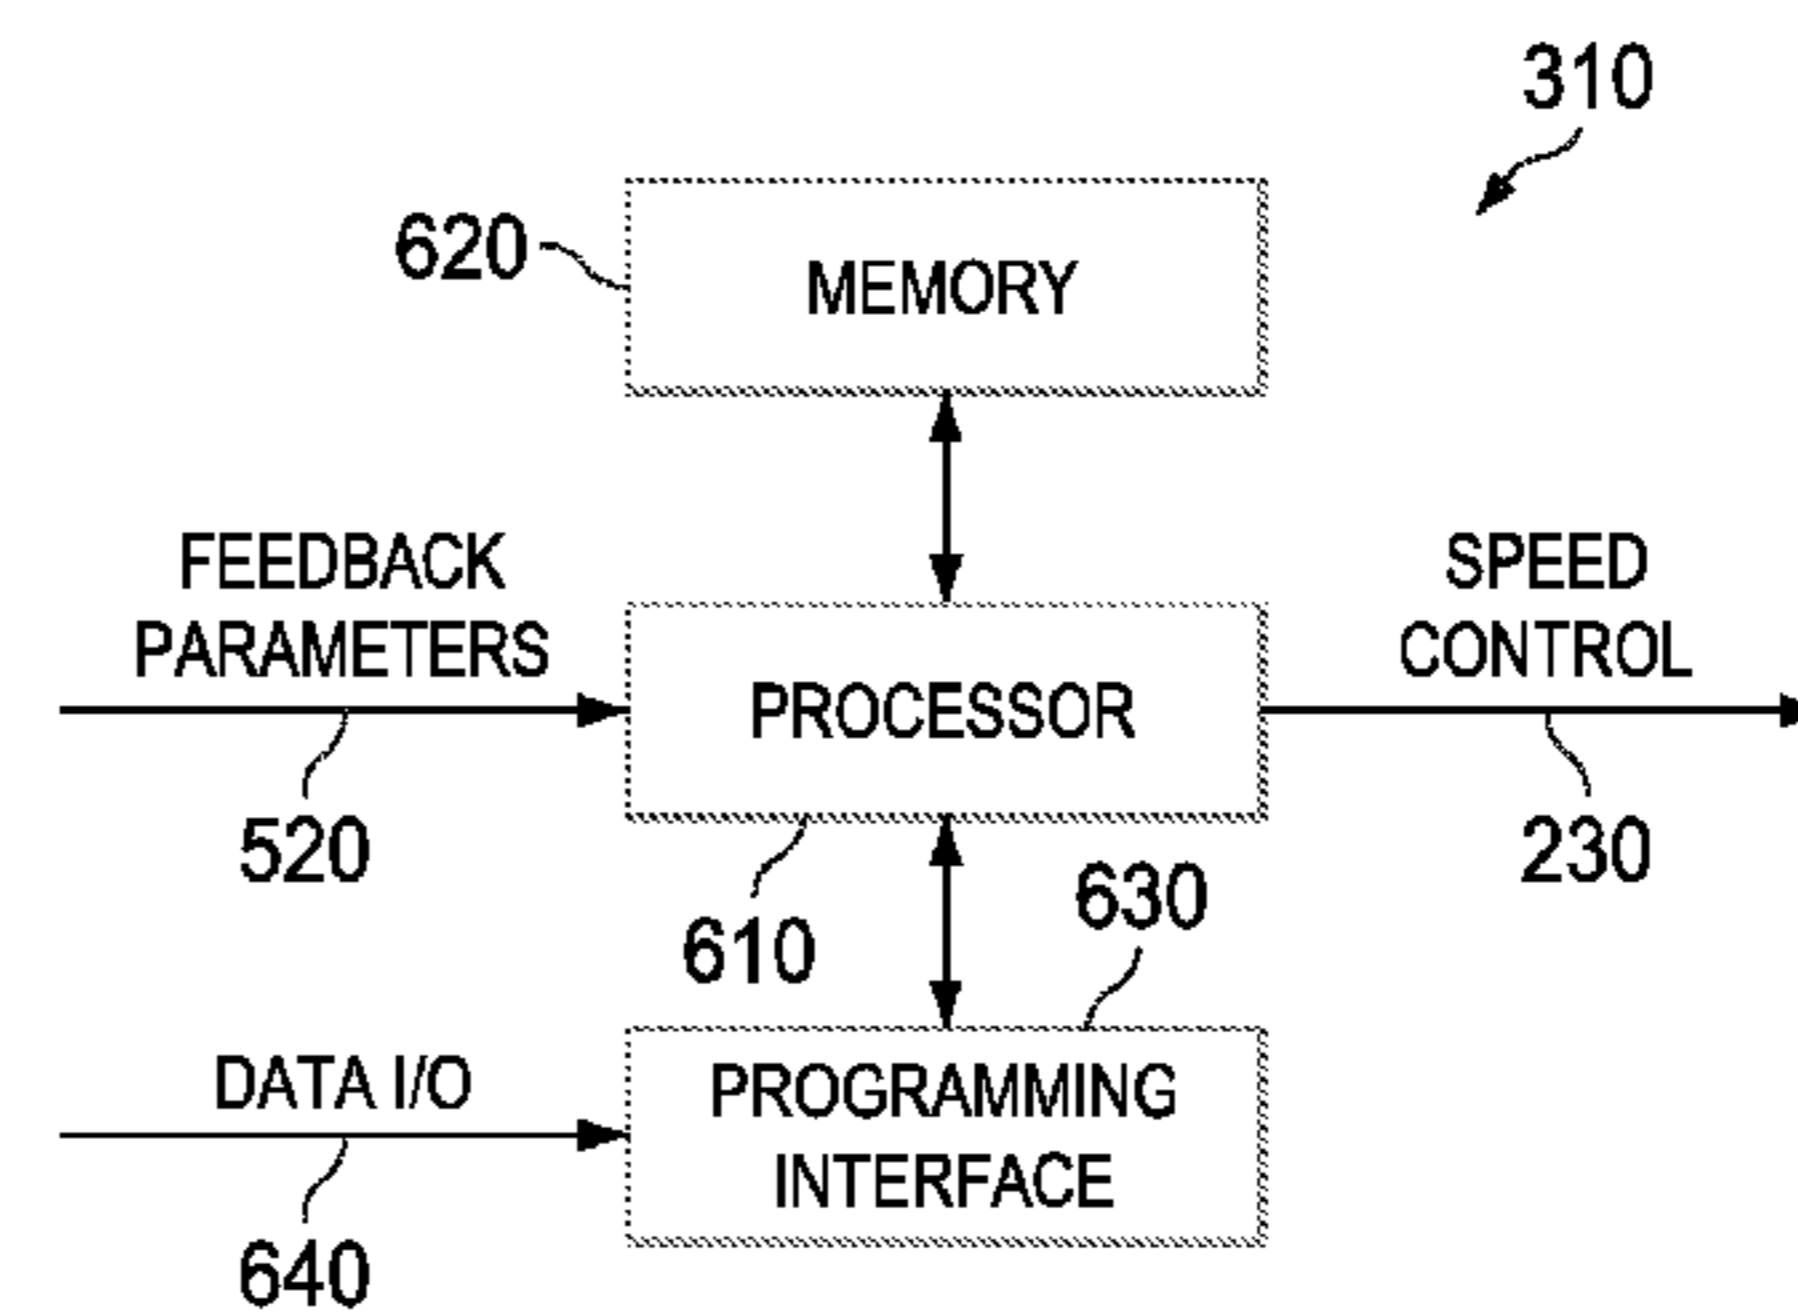 310
620
MEMORY
FEEDBACK
PARAMETERS
SPEED
CONTROL
PROCESSOR
520
230
610
630
DATA I/O
PROGRAMMING
INTERFACE
640